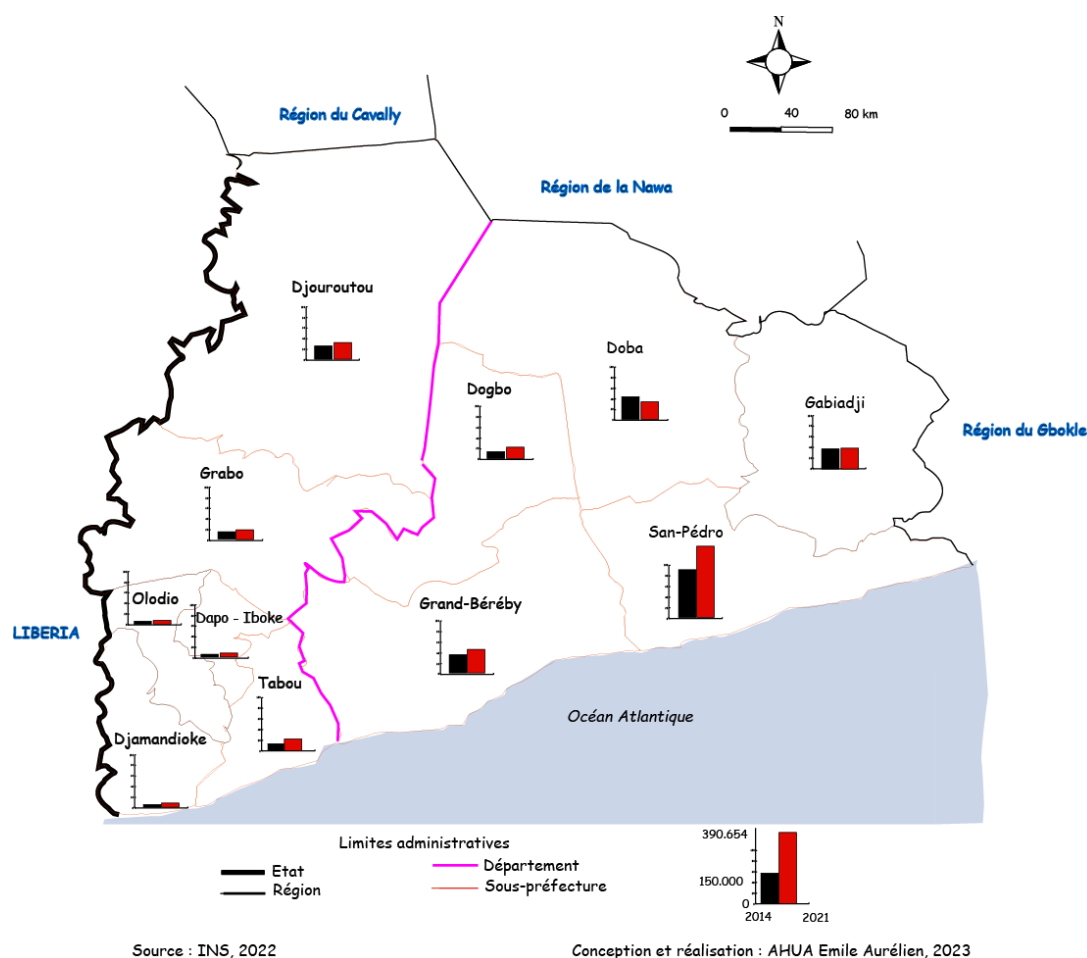 N
0 40 80 km
Région du Cavally
Région de la Nawa
Djouroutou
Doba
Dogbo
Gabiadji
Région du Gbokle
Grabo
San-Pédro
Olodio
Grand-Béréby
Dapo - Iboke
LIBERIA
Tabou
Océan Atlantique
Djamandioke
Limites administratives
Etat
Région
Département
Sous-préfecture
390.654
150.000
0
2014 2021
Source : INS, 2022
Conception et réalisation : AHUA Emile Aurélien, 2023